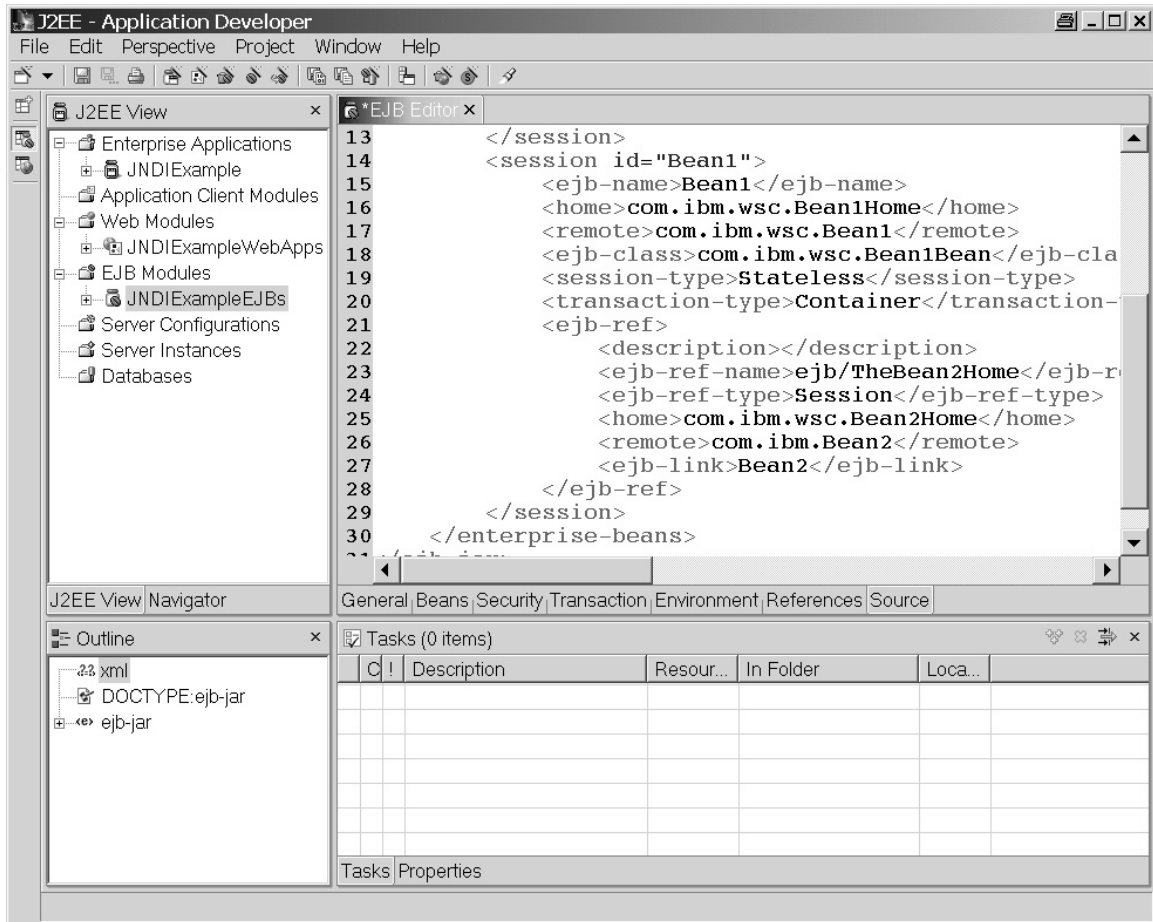 J2EE - Application Developer
File Edit Perspective Project Window Help
J2EE View
Enterprise Applications
JNDIExample
Application Client Modules
Web Modules
JNDIExampleWebApps
EJB Modules
JNDIExampleEJBs
Server Configurations
Server Instances
Databases
J2EE View Navigator
*EJB Editor
13 </session>
14 <session id="Bean1">
15 <ejb-name>Bean1</ejb-name>
16 <home>com.ibm.wsc.Bean1Home</home>
17 <remote>com.ibm.wsc.Bean1</remote>
18 <ejb-class>com.ibm.wsc.Bean1Bean</ejb-cla
19 <session-type>Stateless</session-type>
20 <transaction-type>Container</transaction-
21 <ejb-ref>
22 <description></description>
23 <ejb-ref-name>ejb/TheBean2Home</ejb-r
24 <ejb-ref-type>Session</ejb-ref-type>
25 <home>com.ibm.wsc.Bean2Home</home>
26 <remote>com.ibm.Bean2</remote>
27 <ejb-link>Bean2</ejb-link>
28 </ejb-ref>
29 </session>
30 </enterprise-beans>
General Beans Security Transaction Environment References Source
Outline
xml
DOCTYPE:ejb-jar
ejb-jar
Tasks (0 items)
C ! Description Resour... In Folder Loca...
Tasks Properties